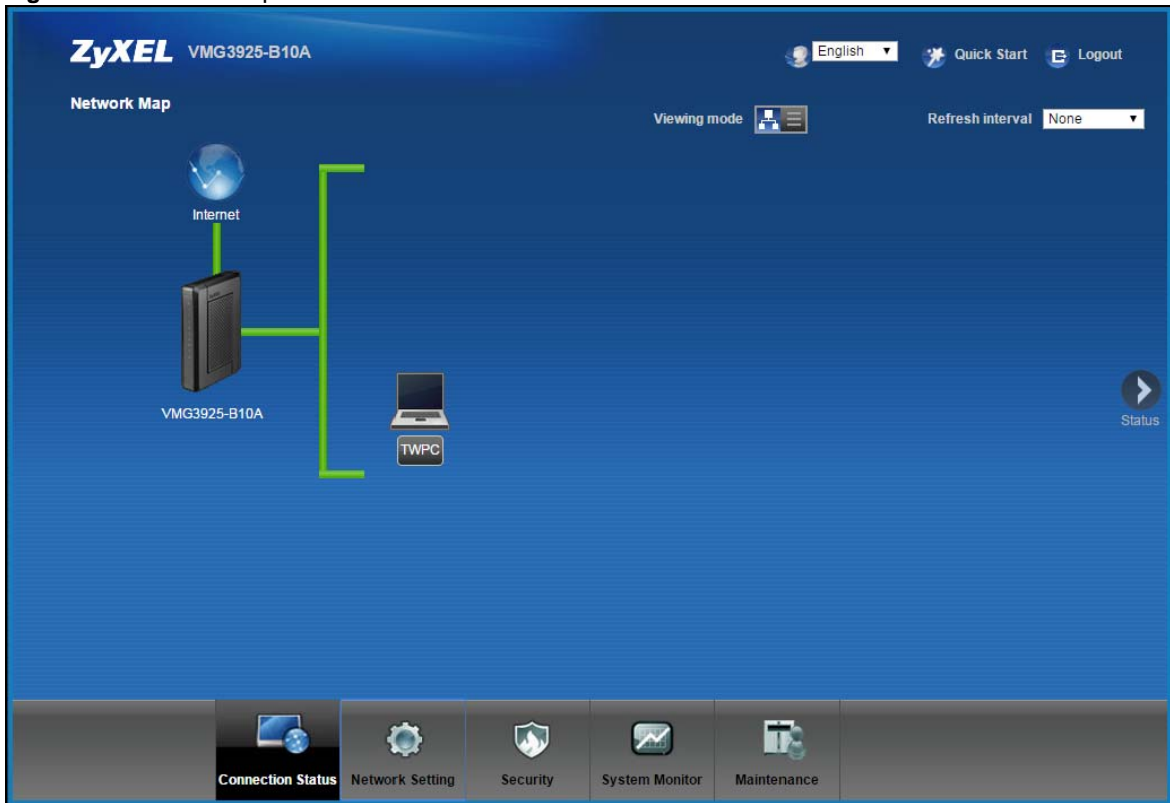 ZyXEL VMG3925-B10A
English
Quick Start
Logout
Network Map
Viewing mode
Refresh interval None
Internet
VMG3925-B10A
TWPC
Status
Connection Status
Network Setting
Security
System Monitor
Maintenance